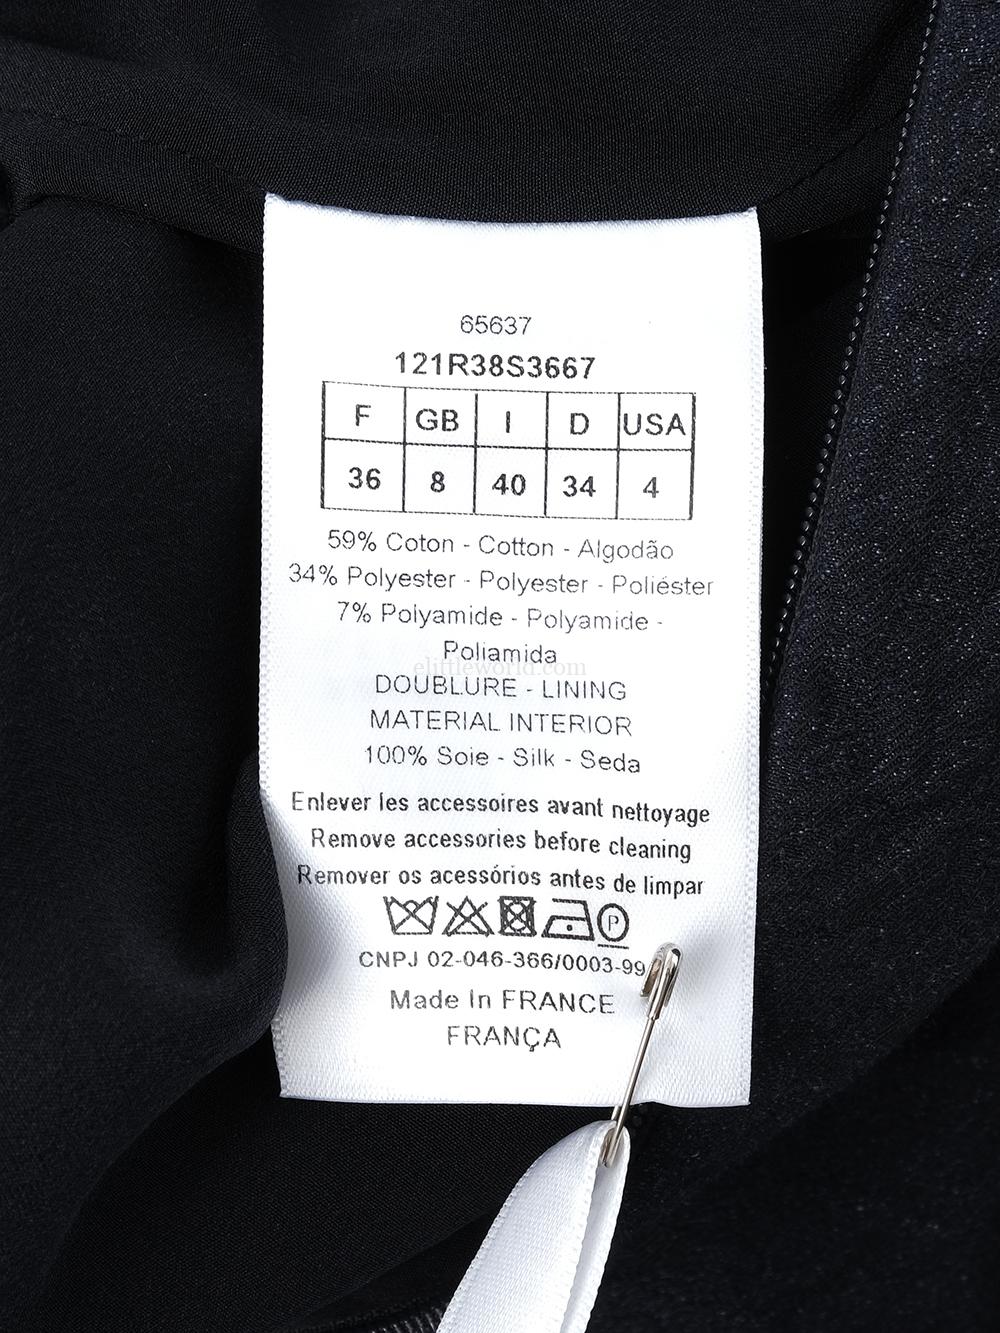 65637
121R38S3667
F GB I D USA
36 8 40 34 4
59% Coton - Cotton - Algodão
34% Polyester - Polyester - Poliéster
7% Polyamide - Polyamide -
Poliamida
elittleworld.com
DOUBLURE - LINING
MATERIAL INTERIOR
100% Soie - Silk - Seda
Enlever les accessoires avant nettoyage
Remove accessories before cleaning
Remover os acessórios antes de limpar
P
CNPJ 02-046-366/0003-99
Made In FRANCE
FRANÇA